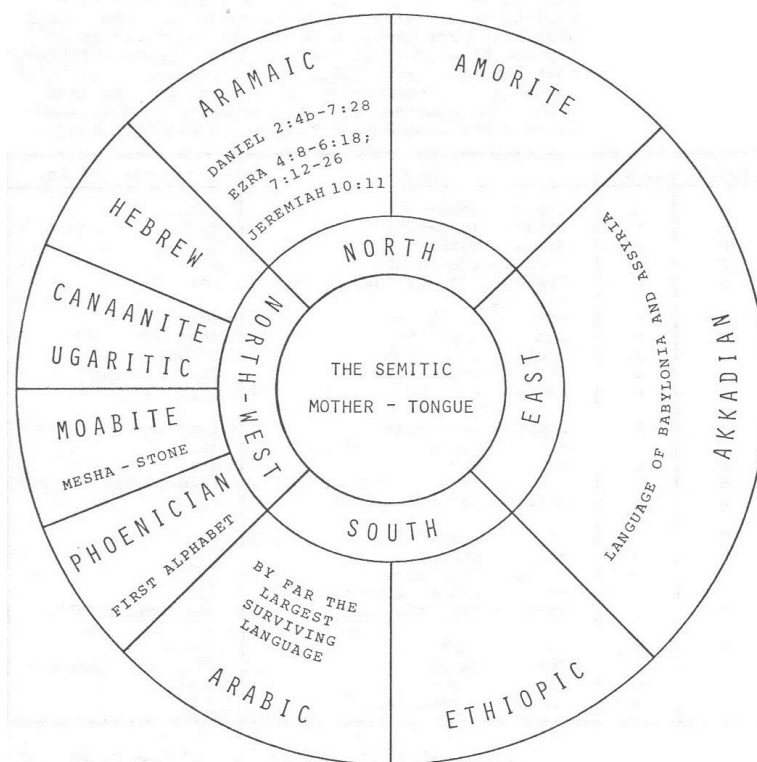 ARAMAIC
DANIEL 2:4b-7:28
EZRA 4:8-6:18;
7:12-26
JEREMIAH 10:11
AMORITE
HEBREW
CANAANITE
UGARITIC
MOABITE
MESHA - STONE
PHOENICIAN
FIRST ALPHABET
NORTH
NORTH-WEST
THE SEMITIC
MOTHER - TONGUE
EAST
SOUTH
LANGUAGE OF BABYLONIA AND ASSYRIA
AKKADIAN
BY FAR THE
LARGEST
SURVIVING
LANGUAGE
ARABIC
ETHIOPIC